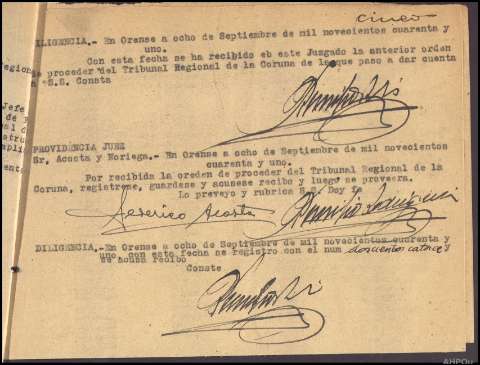 cinco
DILIGENCIA.- En Orense a ocho de Septiembre de mil novecientos cuarenta y
uno.
Con esta fecha se ha recibido eb este Juzgado la anterior orden
de proceder del Tribunal Regional de la Coruna de laque paso a dar cuenta
a S.S. Consta
PROVIDENCIA JUEZ
Sr. Acosta y Noriega.- En Orense a ocho de Septiembre de mil novecientos
cuarenta y uno.
Por recibida la oreden de proceder del Tribunal Regional de la
Coruna, registrese, guardese y acusese recibo y luego se proveera.
Lo preveyo y rubrica S.S. Doy fe
Federico Acosta
DILIGENCIA.-En Orense a ocho de Septiembre de mil novecientos cuarenta y
uno con esta fecha se registro con el num doscientos catorce y
se acusa recibo
Conste
AHPOu